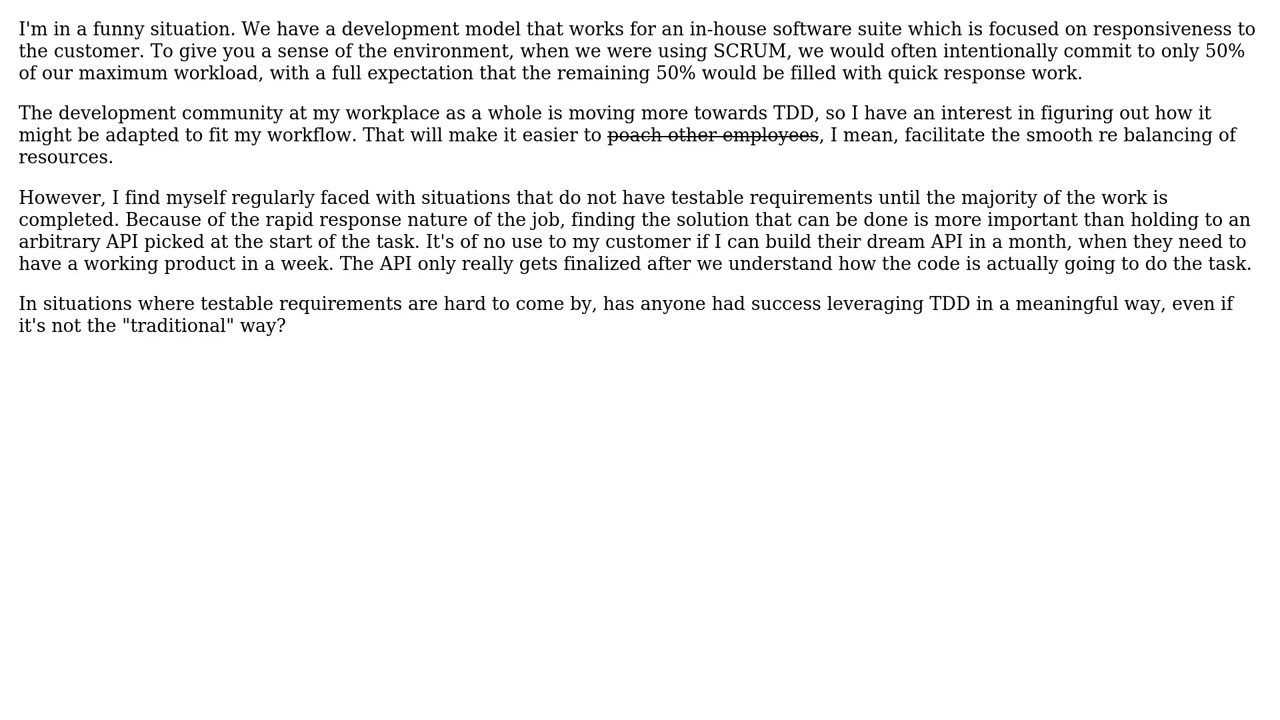 I'm in a funny situation. We have a development model that works for an in-house software suite which is focused on responsiveness to
the customer. To give you a sense of the environment, when we were using SCRUM, we would often intentionally commit to only 50%
of our maximum workload, with a full expectation that the remaining 50% would be filled with quick response work.
The development community at my workplace as a whole is moving more towards TDD, so I have an interest in figuring out how it
might be adapted to fit my workflow. That will make it easier to poach other employees, I mean, facilitate the smooth re balancing of
resources.
However, I find myself regularly faced with situations that do not have testable requirements until the majority of the work is
completed. Because of the rapid response nature of the job, finding the solution that can be done is more important than holding to an
arbitrary API picked at the start of the task. It's of no use to my customer if I can build their dream API in a month, when they need to
have a working product in a week. The API only really gets finalized after we understand how the code is actually going to do the task.
In situations where testable requirements are hard to come by, has anyone had success leveraging TDD in a meaningful way, even if
it's not the "traditional" way?